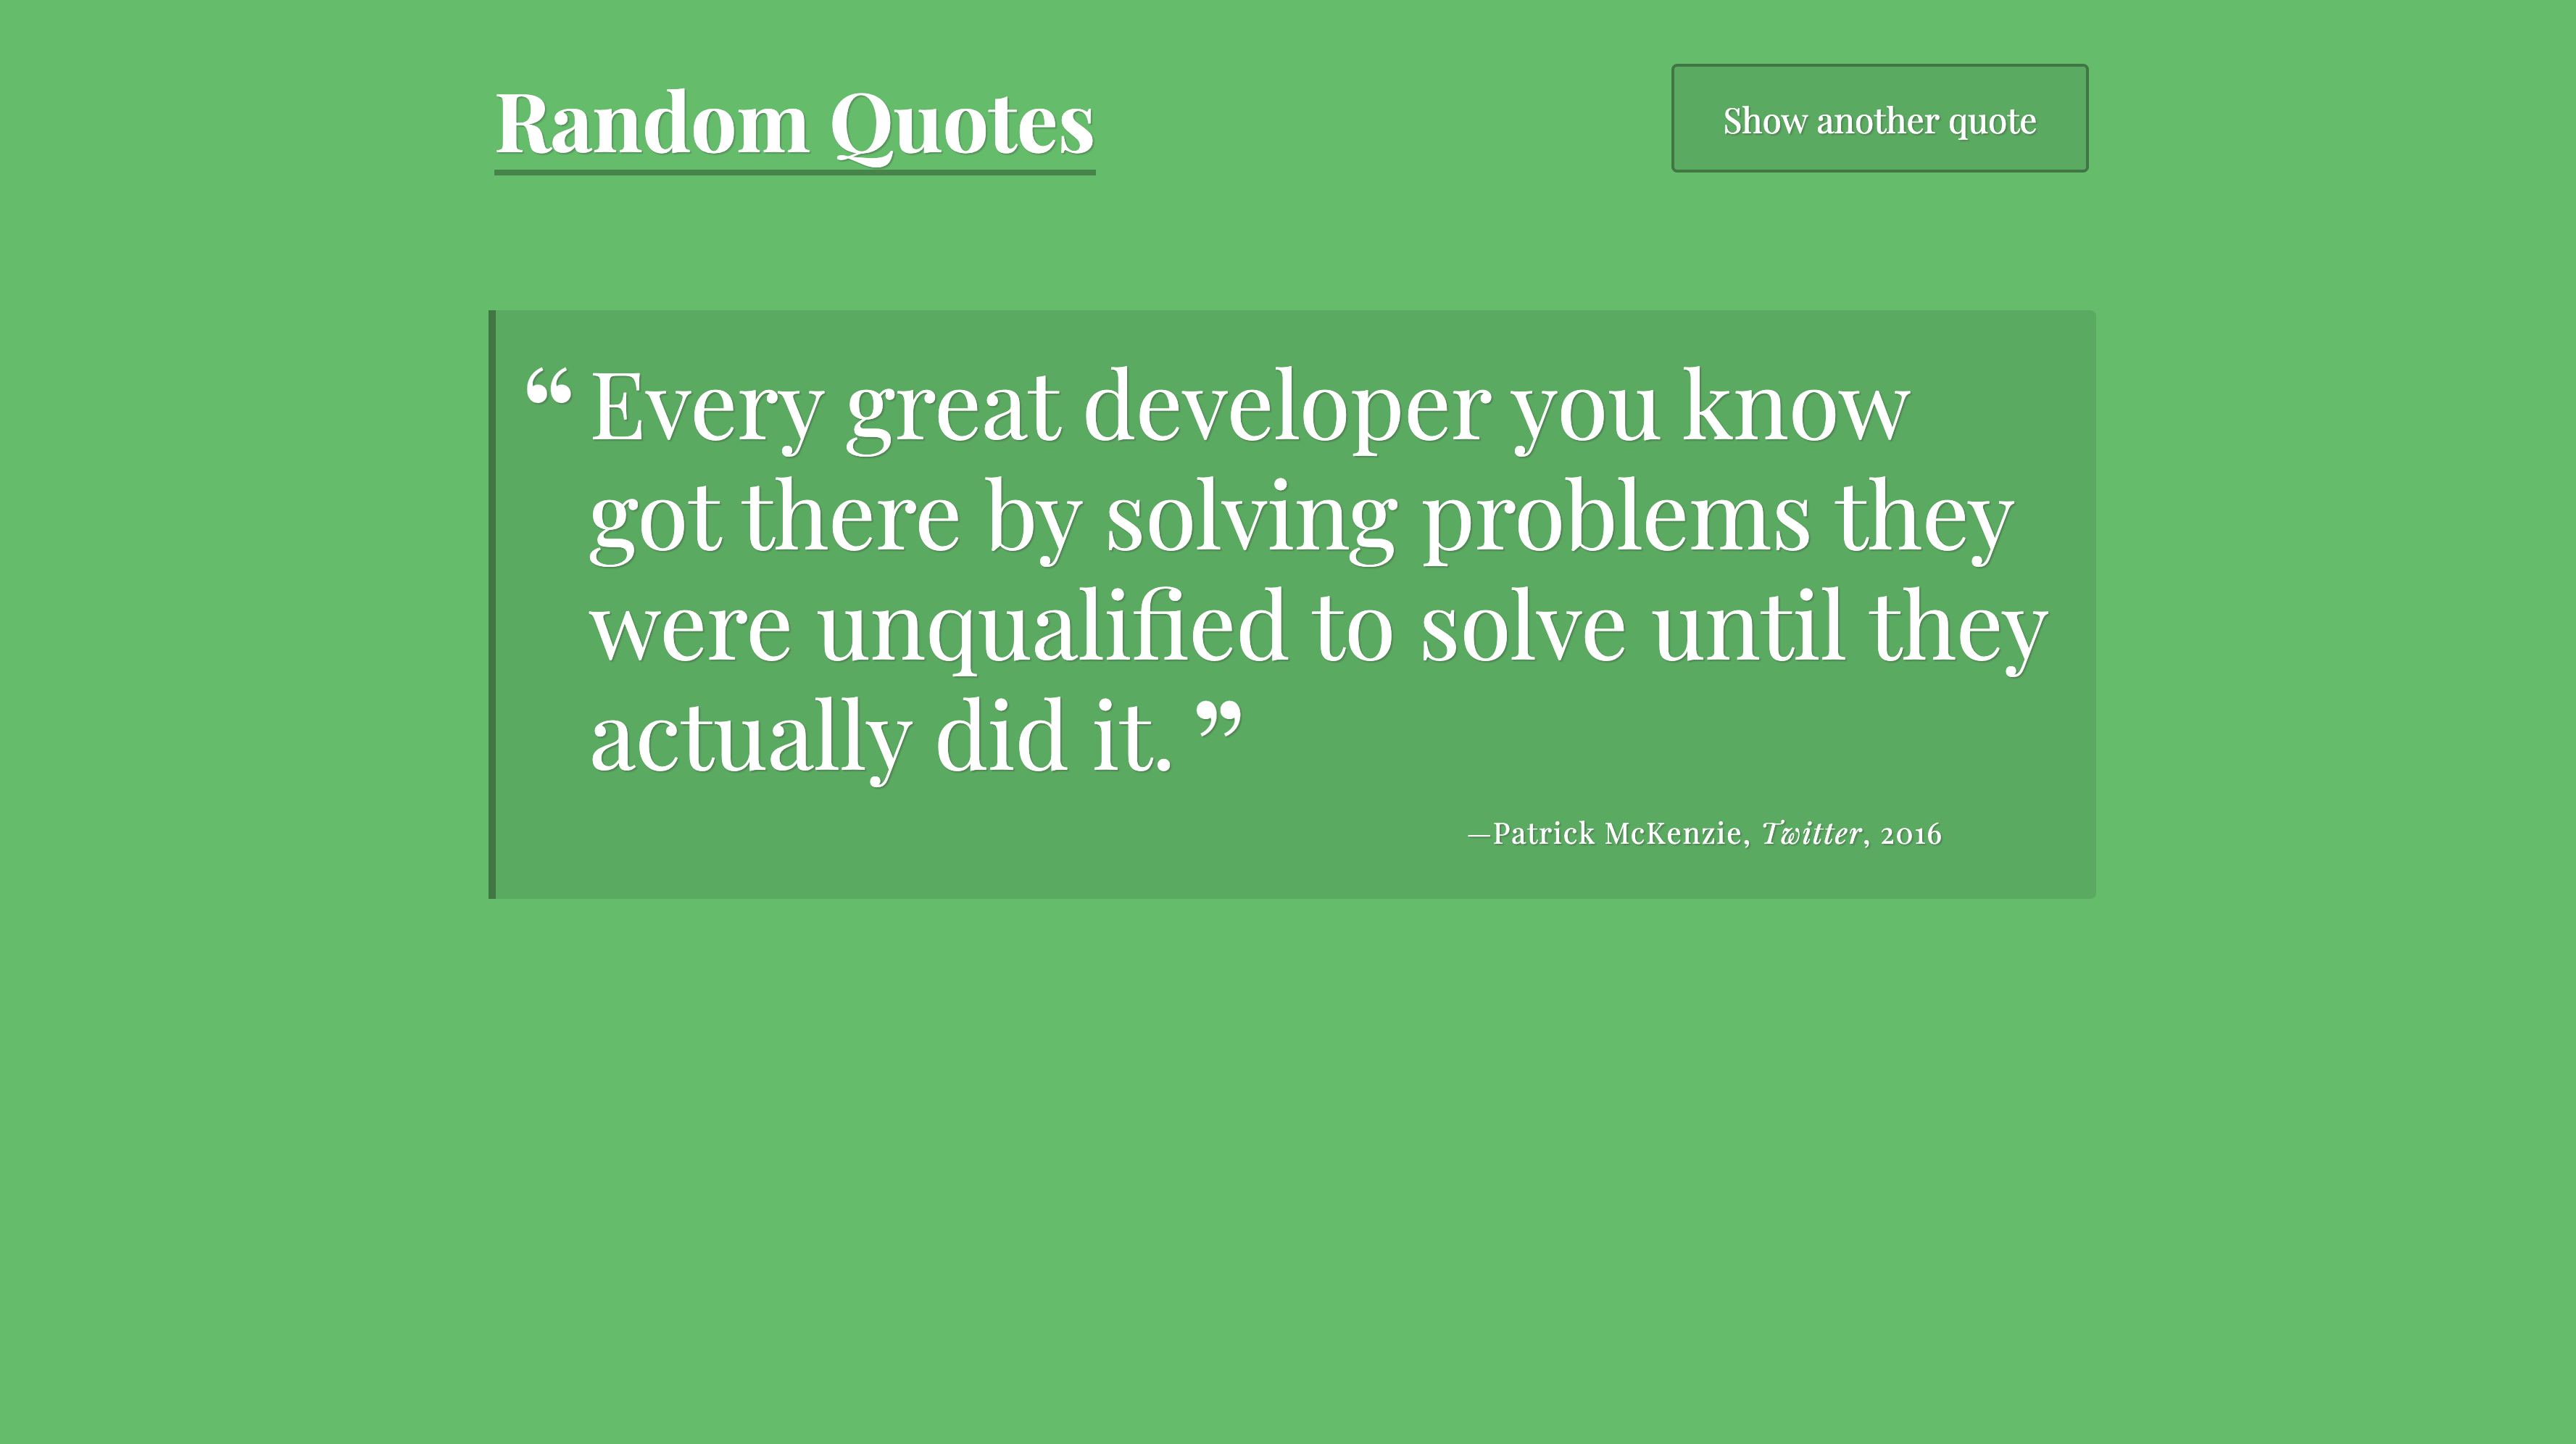 Random Quotes
Show another quote
“ Every great developer you know
got there by solving problems they
were unqualified to solve until they
actually did it. ”
—Patrick McKenzie, Twitter, 2016